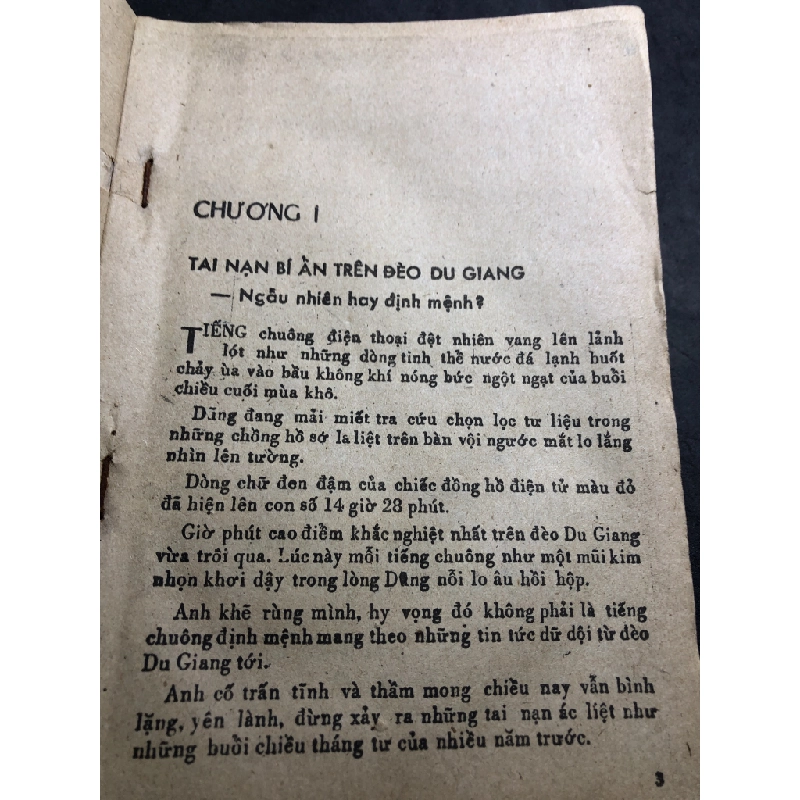 CHƯƠNG I
TAI NẠN BÍ ẨN TRÊN ĐÈO DU GIANG
— Ngẫu nhiên hay định mệnh?
TIẾNG chuông điện thoại đột nhiên vang lên lảnh
lót như những dòng tinh thể nước đá lạnh buốt
chảy ùa vào bầu không khí nóng bức ngột ngạt của buổi
chiều cuối mùa khô.
Dũng đang mải miết tra cứu chọn lọc tư liệu trong
những chồng hồ sơ la liệt trên bàn vội ngước mắt lo lắng
nhìn lên tường.
Dòng chữ đen đậm của chiếc đồng hồ điện tử màu đỏ
đã hiện lên con số 14 giờ 28 phút.
Giờ phút cao điểm khắc nghiệt nhất trên đèo Du Giang
vừa trôi qua. Lúc này mỗi tiếng chuông như một mũi kim
nhọn khơi dậy trong lòng Dũng nỗi lo âu hồi hộp.
Anh khẽ rùng mình, hy vọng đó không phải là tiếng
chuông định mệnh mang theo những tin tức dữ dội từ đèo
Du Giang tới.
Anh cố trấn tĩnh và thầm mong chiều nay vẫn bình
lặng, yên lành, đừng xảy ra những tai nạn ác liệt như
những buổi chiều tháng tư của nhiều năm trước.
3